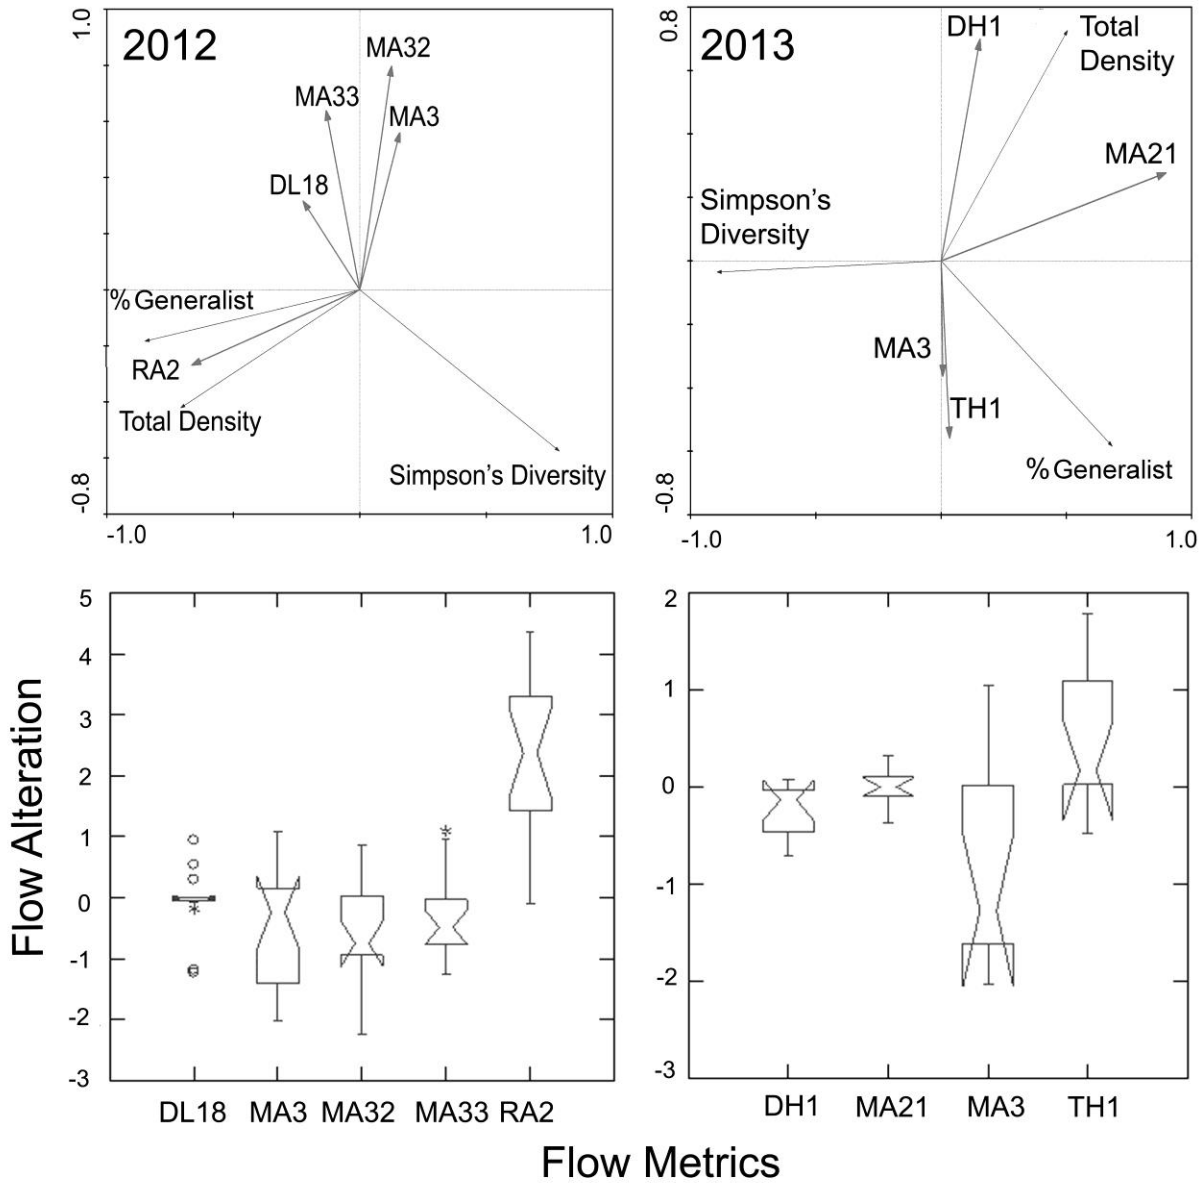 1.0
2012
MA32
MA33
MA3
DL18
% Generalist
RA2
Total Density
Simpson's Diversity
-0.8
-1.0
1.0
0.8
2013
DH1
Total
Density
MA21
Simpson's
Diversity
MA3
TH1
% Generalist
-0.8
-1.0
1.0
Flow Alteration
5
4
3
2
1
0
-1
-2
-3
DL18 MA3 MA32 MA33 RA2
2
1
0
-1
-2
-3
DH1 MA21 MA3 TH1
Flow Metrics